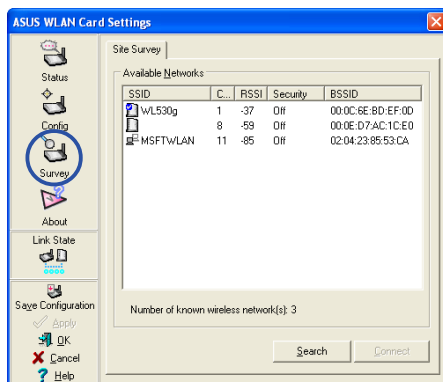 ASUS WLAN Card Settings
Status
Config
Survey
About
Link State
Save Configuration
Apply
OK
Cancel
Help
Site Survey
Available Networks
SSID C... RSSI Security BSSID
WL530g 1 -37 Off 00:0C:6E:BD:EF:0D
8 -59 Off 00:0E:D7:AC:1C:E0
MSFTWLAN 11 -85 Off 02:04:23:85:53:CA
Number of known wireless network(s): 3
Search Connect